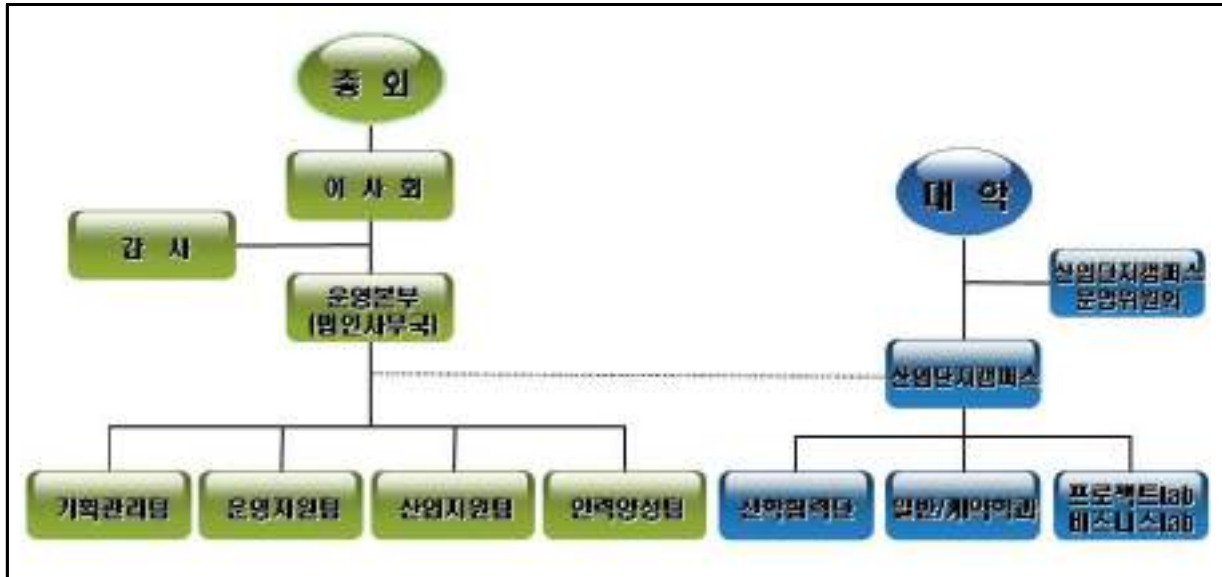 총 회
이 사 회
감 사
운영본부
(법인사무국)
기획관리팀
운영지원팀
산업지원팀
인력양성팀
대 학
산업단지캠퍼스
운영위원회
산업단지캠퍼스
산학협력단
일반/계약학과
프로젝트lab
비즈니스lab